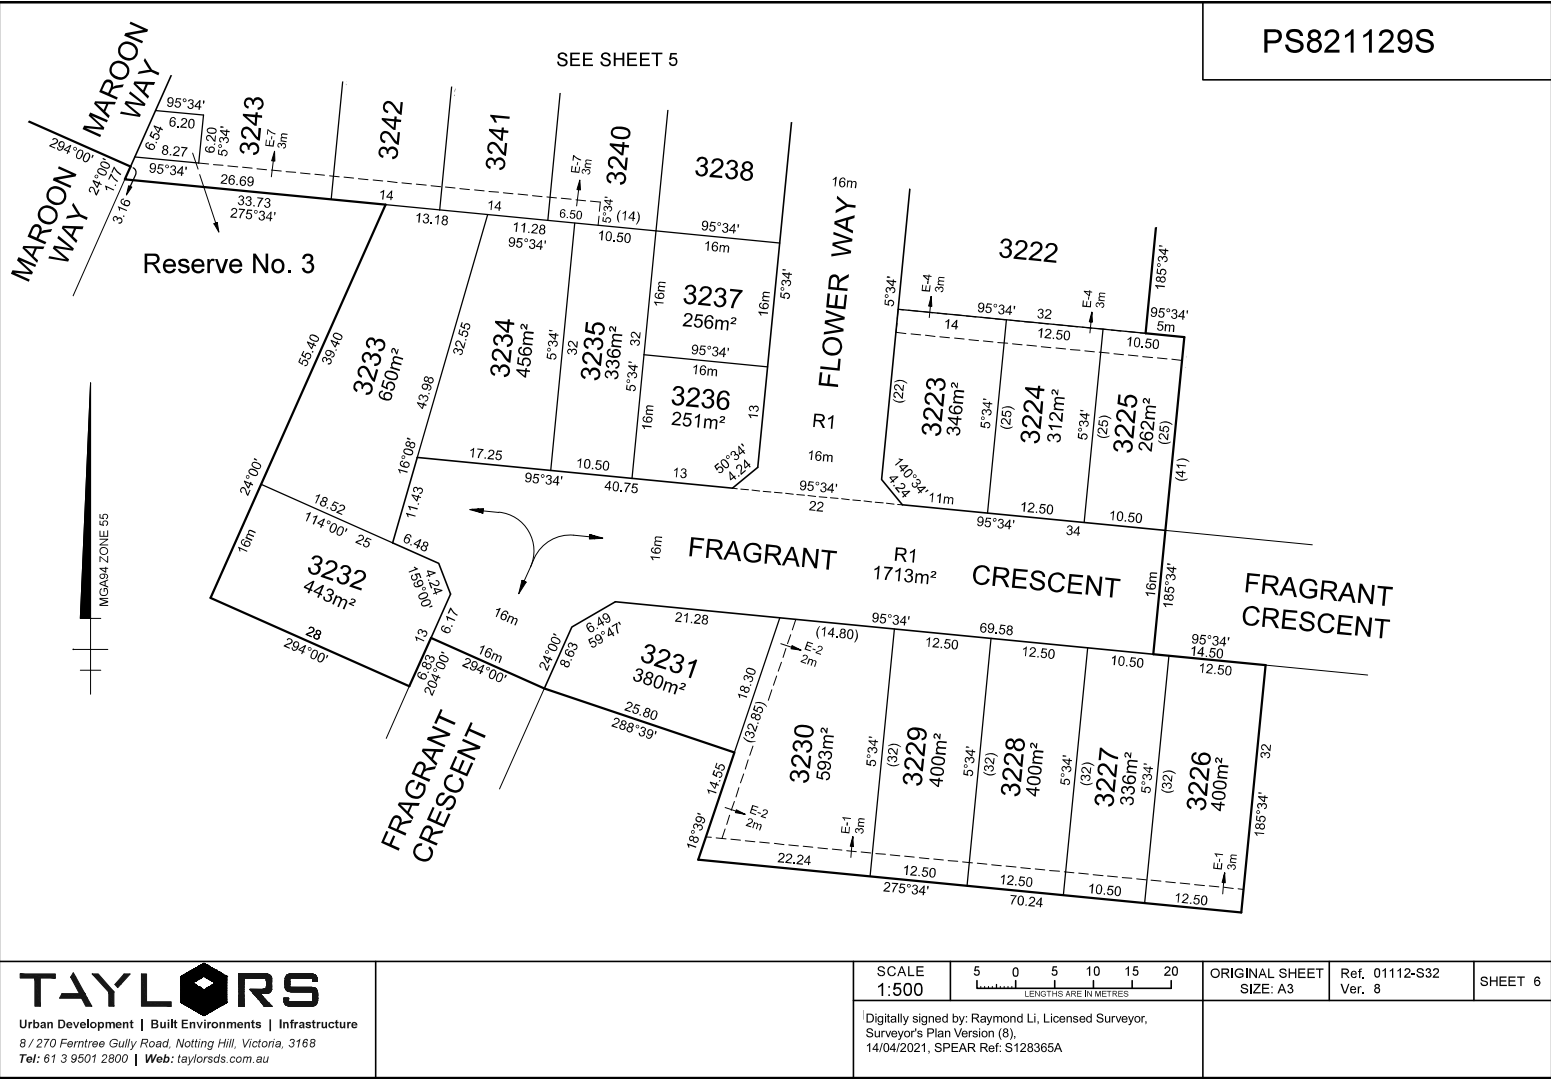 PS821129S
SEE SHEET 5
MAROON
WAY
294°00'
MAROON
WAY
24°00'
1.77
3.16
6.54
95°34'
6.20
6.20
5°34'
8.27
95°34'
26.69
33.73
275°34'
Reserve No. 3
3243
E-7
3m
3242
14
13.18
3241
14
11.28
95°34'
E-7
3m
3240
6.50
5°34'
(14)
10.50
3238
95°34'
16m
16m
FLOWER WAY
5°34'
R1
16m
5°34'
3222
185°34'
E-4
3m
95°34'
32
E-4
3m
95°34'
5m
14
12.50
10.50
3233
650m²
55.40
39.40
32.55
43.98
16°08'
11.43
24°00'
3234
456m²
5°34'
32
17.25
95°34'
3235
336m²
32
5°34'
10.50
40.75
3237
256m²
16m
16m
95°34'
16m
3236
251m²
16m
13
13
50°34'
4.24
95°34'
22
(22)
3223
346m²
5°34'
(25)
140°34'
4.24
11m
95°34'
3224
312m²
5°34'
(25)
12.50
34
3225
262m²
(25)
10.50
(41)
18.52
114°00'
25
6.48
16m
3232
443m²
4.24
159°00'
6.17
13
28
294°00'
6.83
204°00'
16m
16m
294°00'
16m
FRAGRANT
R1
1713m²
CRESCENT
16m
185°34'
FRAGRANT
CRESCENT
24°00'
8.63
6.49
59°47'
21.28
3231
380m²
25.80
288°39'
18.30
(32.85)
14.55
18°39'
(14.80)
95°34'
69.58
E-2
2m
E-2
2m
3230
593m²
5°34'
E-1
3m
22.24
12.50
(32)
3229
400m²
5°34'
12.50
275°34'
12.50
(32)
3228
400m²
5°34'
12.50
70.24
10.50
(32)
3227
336m²
5°34'
10.50
95°34'
14.50
12.50
(32)
3226
400m²
32
185°34'
E-1
3m
12.50
FRAGRANT
CRESCENT
MGA94 ZONE 55
TAYLORS
Urban Development | Built Environments | Infrastructure
8 / 270 Ferntree Gully Road, Notting Hill, Victoria, 3168
Tel: 61 3 9501 2800 | Web: taylorsds.com.au
SCALE
1:500
5 0 5 10 15 20
LENGTHS ARE IN METRES
ORIGINAL SHEET
SIZE: A3
Ref. 01112-S32
Ver. 8
SHEET 6
Digitally signed by: Raymond Li, Licensed Surveyor,
Surveyor's Plan Version (8),
14/04/2021, SPEAR Ref: S128365A